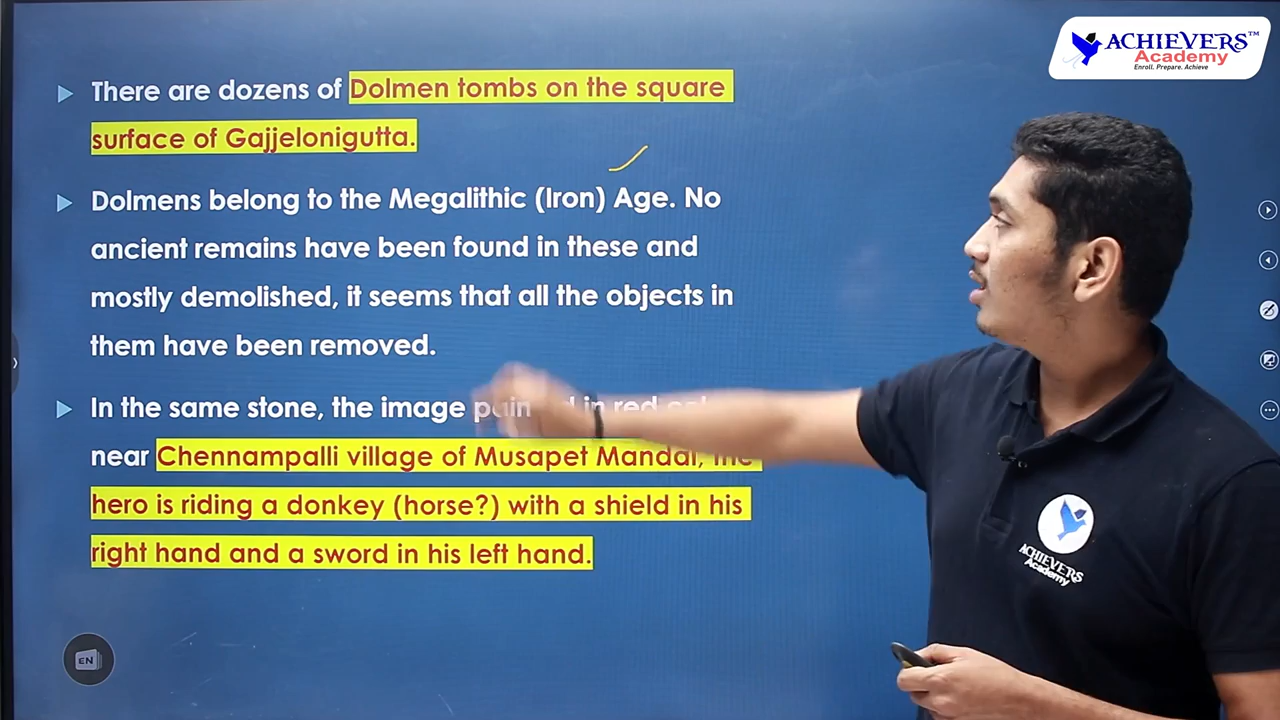 ACHIEVERS™
Academy
Enroll. Prepare. Achieve
There are dozens of Dolmen tombs on the square
surface of Gajjelonigutta.
Dolmens belong to the Megalithic (Iron) Age. No
ancient remains have been found in these and
mostly demolished, it seems that all the objects in
them have been removed.
In the same stone, the image in red
near Chennampalli village of Musapet Mandal, the
hero is riding a donkey (horse?) with a shield in his
right hand and a sword in his left hand.
ACHIEVERS
Academy
EN